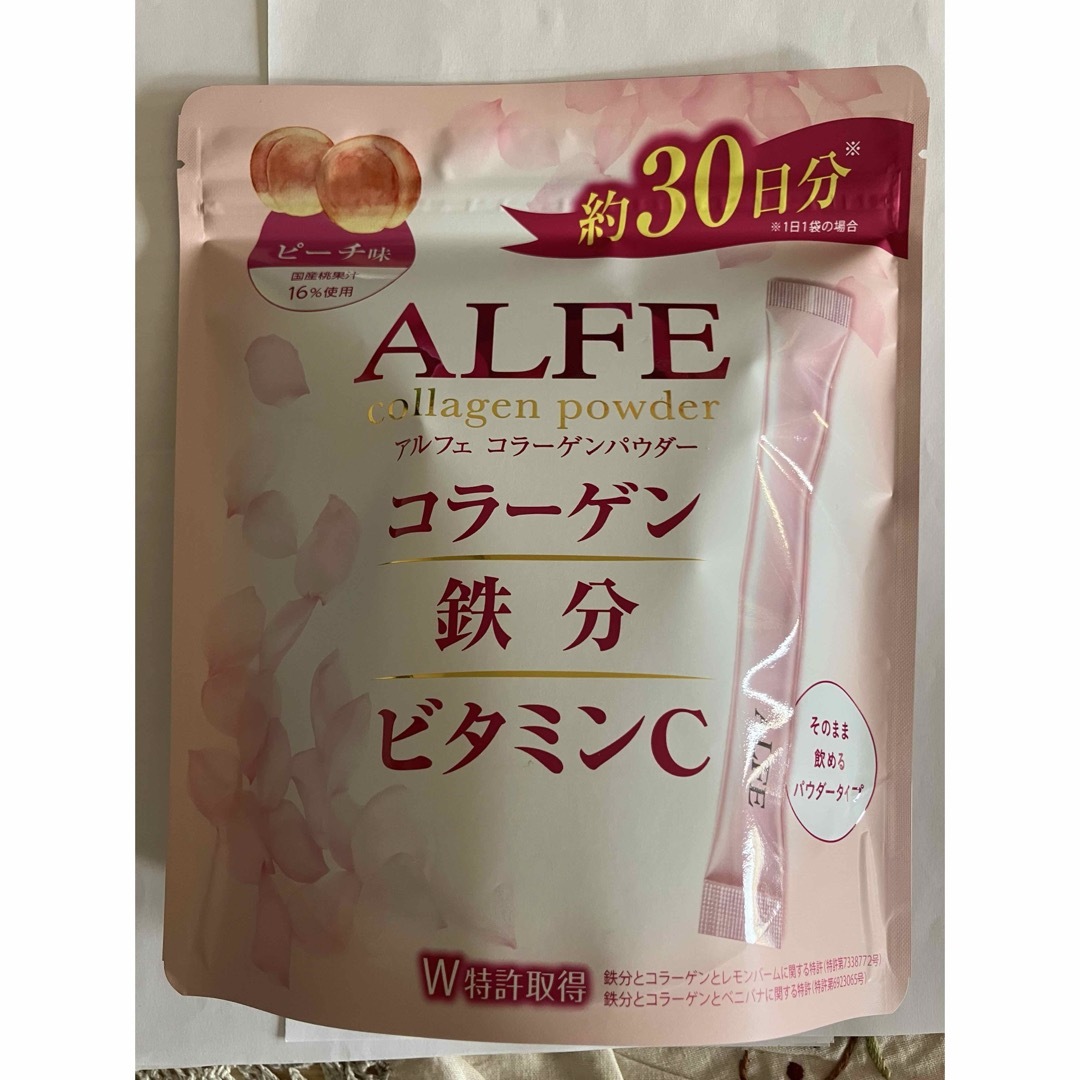 約30日分※
※1日1袋の場合
ピーチ味
国産桃果汁
16%使用
ALFE
collagen powder
アルフェ コラーゲンパウダー
コラーゲン
鉄分
ビタミンC
ALFE
そのまま
飲める
パウダータイプ
W特許取得
鉄分とコラーゲンとレモンバームに関する特許(特許第7338772号)
鉄分とコラーゲンとベニバナに関する特許(特許第6923065号)